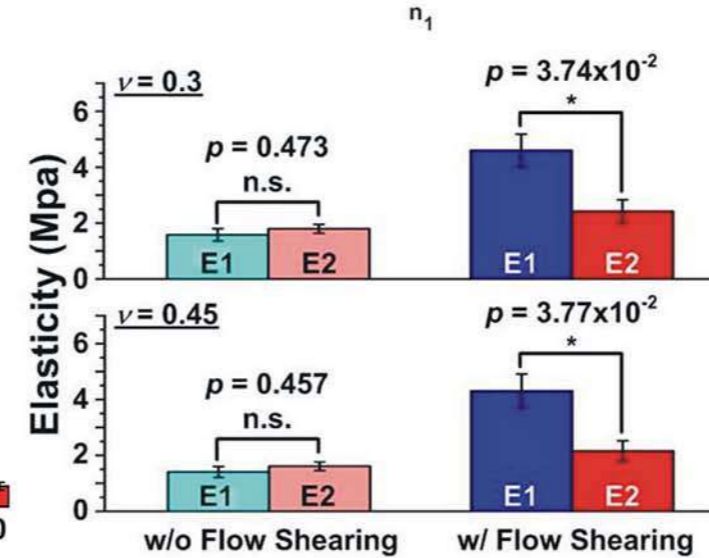 n₁
ν = 0.3
p = 3.74x10⁻²
*
p = 0.473
n.s.
6
4
2
0
E1 E2 E1 E2
Elasticity (Mpa)
ν = 0.45
p = 3.77x10⁻²
*
p = 0.457
n.s.
6
4
2
0
E1 E2 E1 E2
0
w/o Flow Shearing w/ Flow Shearing